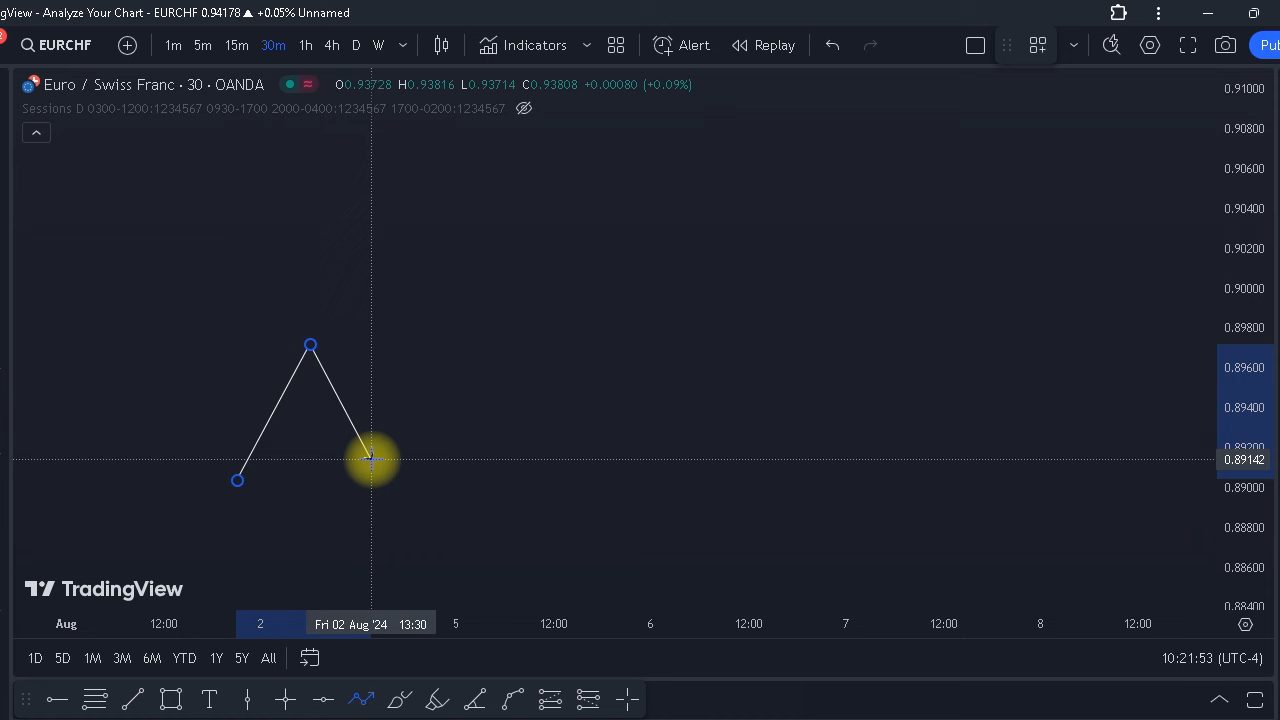 gView - Analyze Your Chart - EURCHF 0.94178▲ +0.05% Unnamed
2 EURCHF 1m 5m 15m 30m 1h 4h D W Indicators Alert Replay Pub
Euro / Swiss Franc · 30 · OANDA O0.93728 H0.93816 L0.93714 C0.93808 +0.00080 (+0.09%)
Sessions D 0300-1200:1234567 0930-1700 2000-0400:1234567 1700-0200:1234567
0.91000
0.90800
0.90600
0.90400
0.90200
0.90000
0.89800
0.89600
0.89400
0.89200
0.89142
0.89000
0.88800
0.88600
0.88400
TradingView
Aug 12:00 2 Fri 02 Aug '24 13:30 5 12:00 6 12:00 7 12:00 8 12:00
1D 5D 1M 3M 6M YTD 1Y 5Y All 10:21:53 (UTC-4)
T